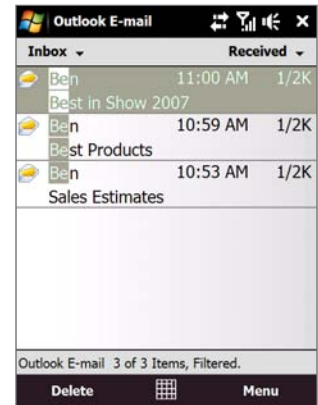 Outlook E-mail
Inbox Received
Ben 11:00 AM 1/2K
Best in Show 2007
Ben 10:59 AM 1/2K
Best Products
Ben 10:53 AM 1/2K
Sales Estimates
Outlook E-mail 3 of 3 Items, Filtered.
Delete Menu